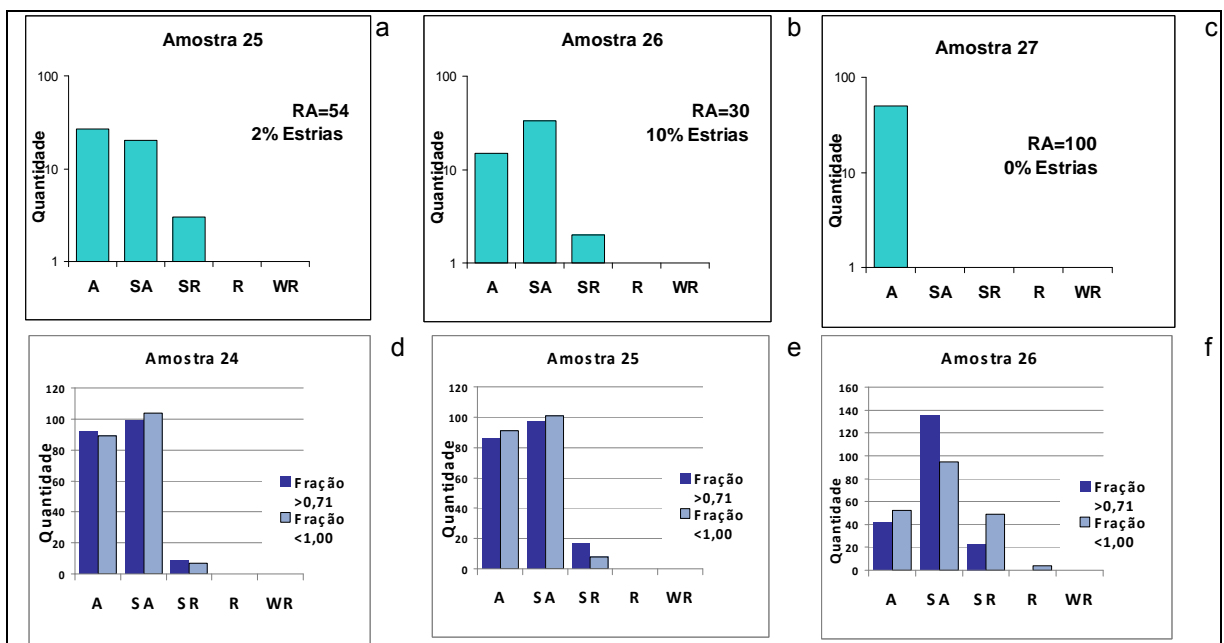 Amostra 25
a
Quantidade
100
10
1
RA=54
2% Estrias
A SA SR R WR
Amostra 26
b
Quantidade
100
10
1
RA=30
10% Estrias
A SA SR R WR
Amostra 27
c
Quantidade
100
10
1
RA=100
0% Estrias
A SA SR R WR
Amostra 24
d
Quantidade
120
100
80
60
40
20
0
Fração
>0,71
Fração
<1,00
A SA SR R WR
Amostra 25
e
Quantidade
120
100
80
60
40
20
0
Fração
>0,71
Fração
<1,00
A SA SR R WR
Amostra 26
f
Quantidade
160
140
120
100
80
60
40
20
0
Fração
>0,71
Fração
<1,00
A SA SR R WR